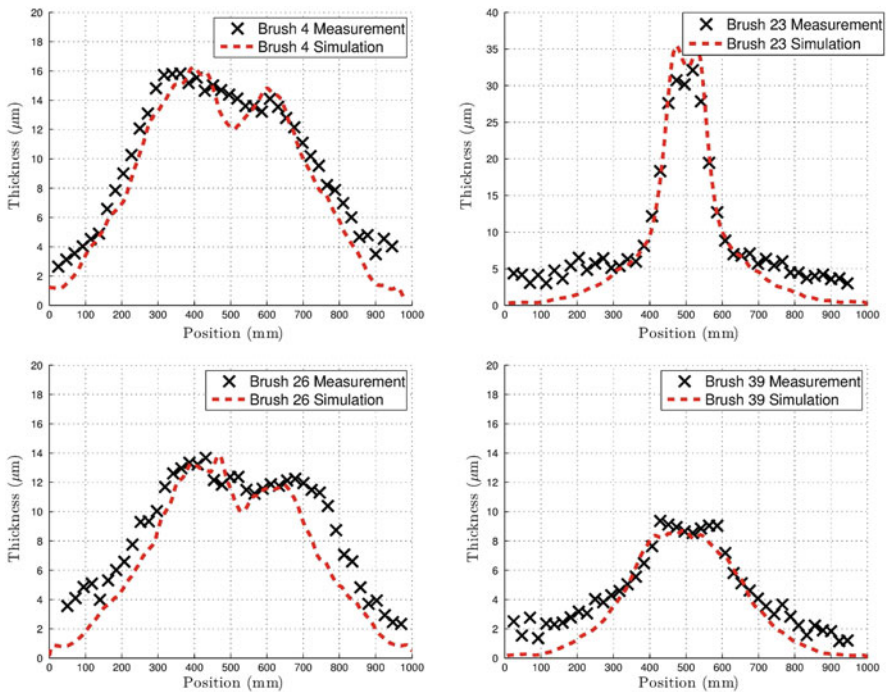 Brush 4 Measurement
Brush 4 Simulation
Thickness (μm)
20
18
16
14
12
10
8
6
4
2
0
0 100 200 300 400 500 600 700 800 900 1000
Position (mm)
Brush 23 Measurement
Brush 23 Simulation
Thickness (μm)
40
35
30
25
20
15
10
5
0
0 100 200 300 400 500 600 700 800 900 1000
Position (mm)
Brush 26 Measurement
Brush 26 Simulation
Thickness (μm)
20
18
16
14
12
10
8
6
4
2
0
0 100 200 300 400 500 600 700 800 900 1000
Position (mm)
Brush 39 Measurement
Brush 39 Simulation
Thickness (μm)
20
18
16
14
12
10
8
6
4
2
0
0 100 200 300 400 500 600 700 800 900 1000
Position (mm)